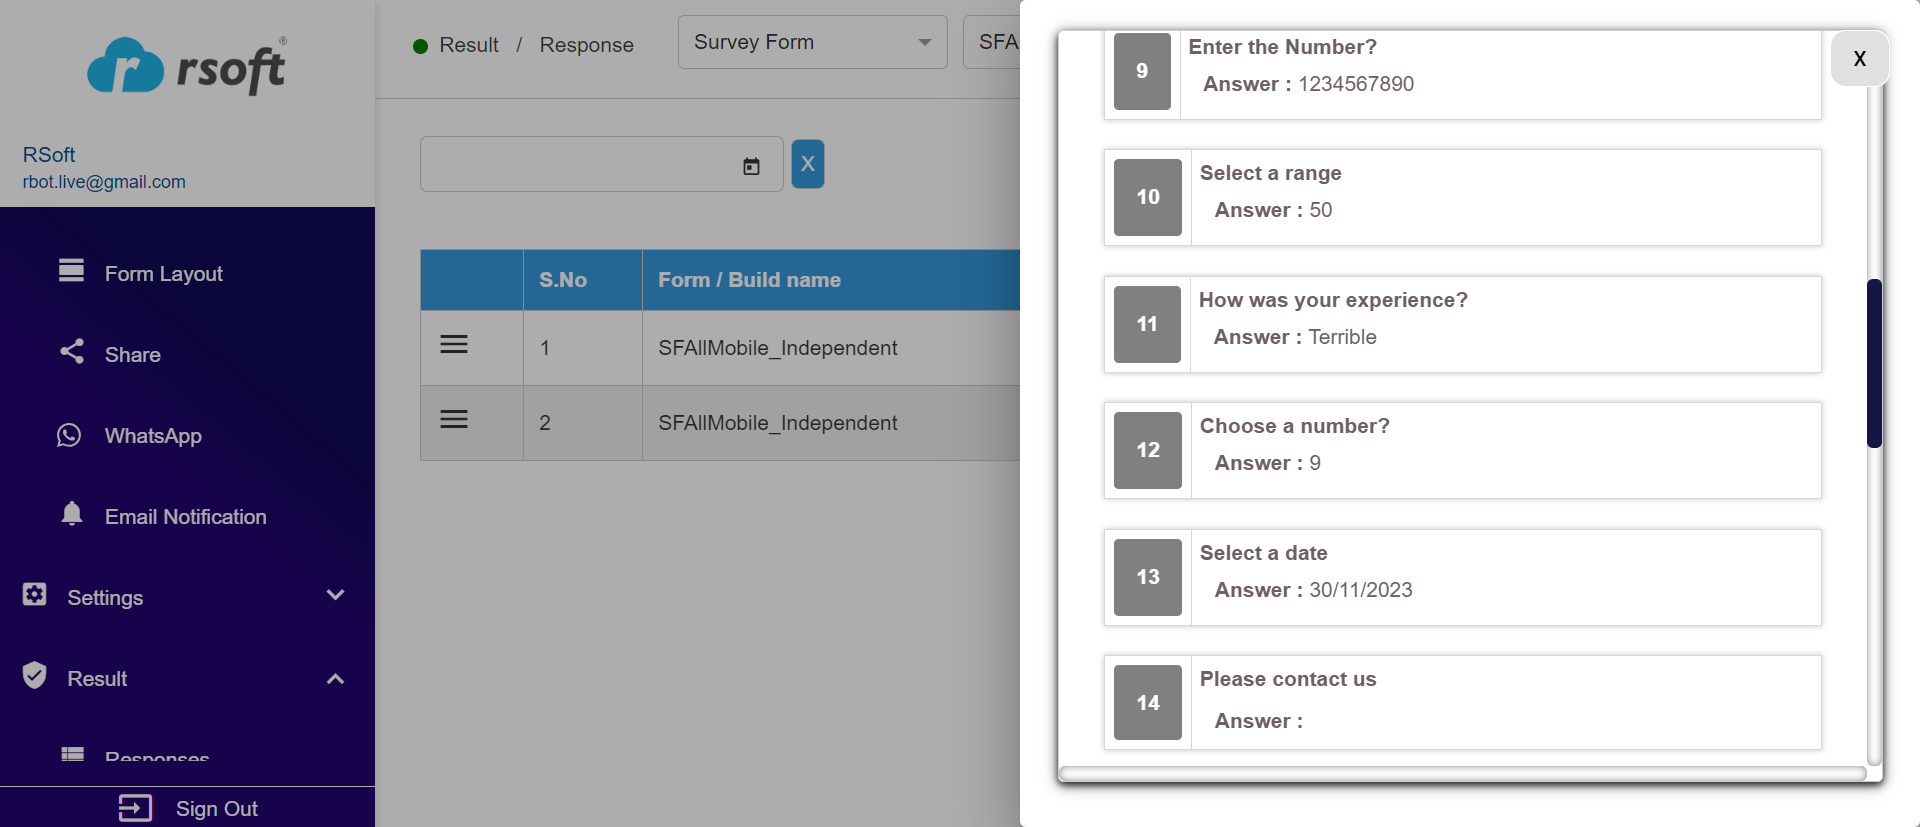 rsoft®
RSoft
rbot.live@gmail.com
Form Layout
Share
WhatsApp
Email Notification
Settings
Result
Responses
Sign Out
Result / Response
Survey Form
SFA
X
S.No Form / Build name
1 SFAllMobile_Independent
2 SFAllMobile_Independent
X
9 Enter the Number?
Answer : 1234567890
10 Select a range
Answer : 50
11 How was your experience?
Answer : Terrible
12 Choose a number?
Answer : 9
13 Select a date
Answer : 30/11/2023
14 Please contact us
Answer :